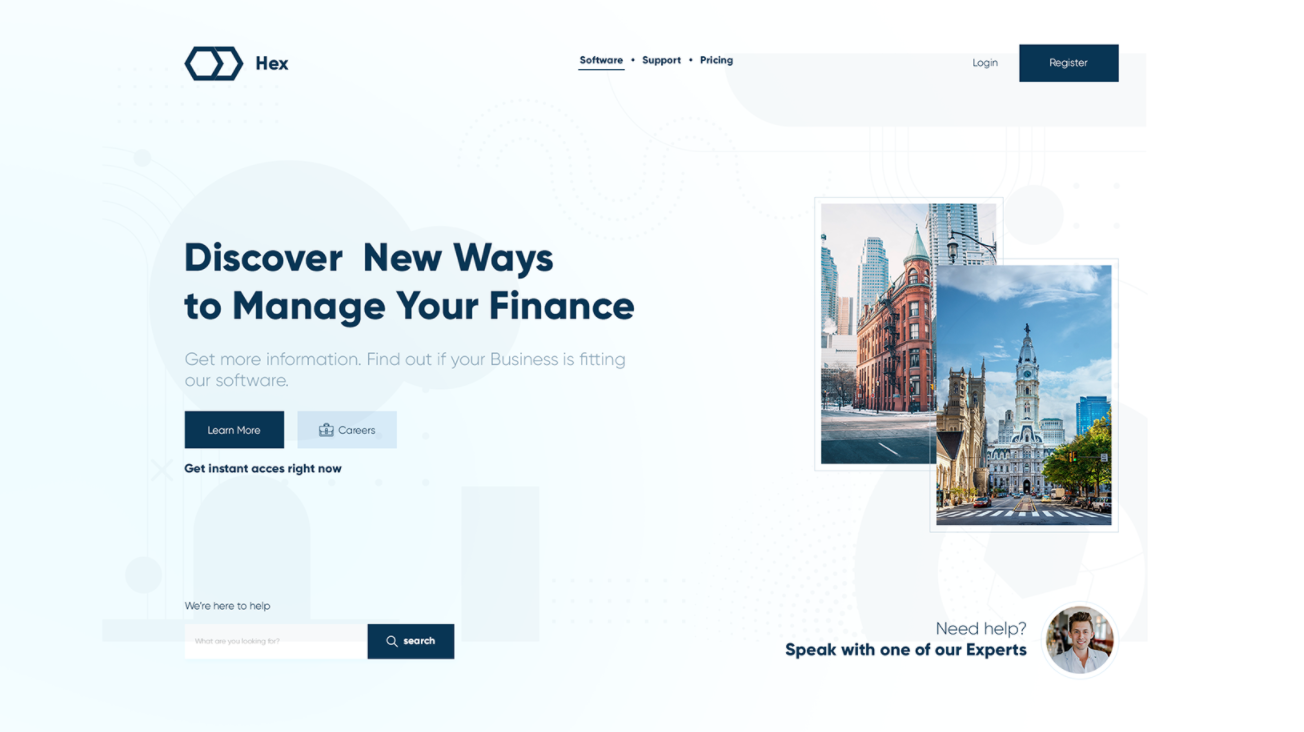 Hex
Software • Support • Pricing
Login
Register
Discover  New Ways
to Manage Your Finance
Get more information. Find out if your Business is fitting
our software.
Learn More
Careers
Get instant acces right now
We're here to help
What are you looking for?
search
Need help?
Speak with one of our Experts